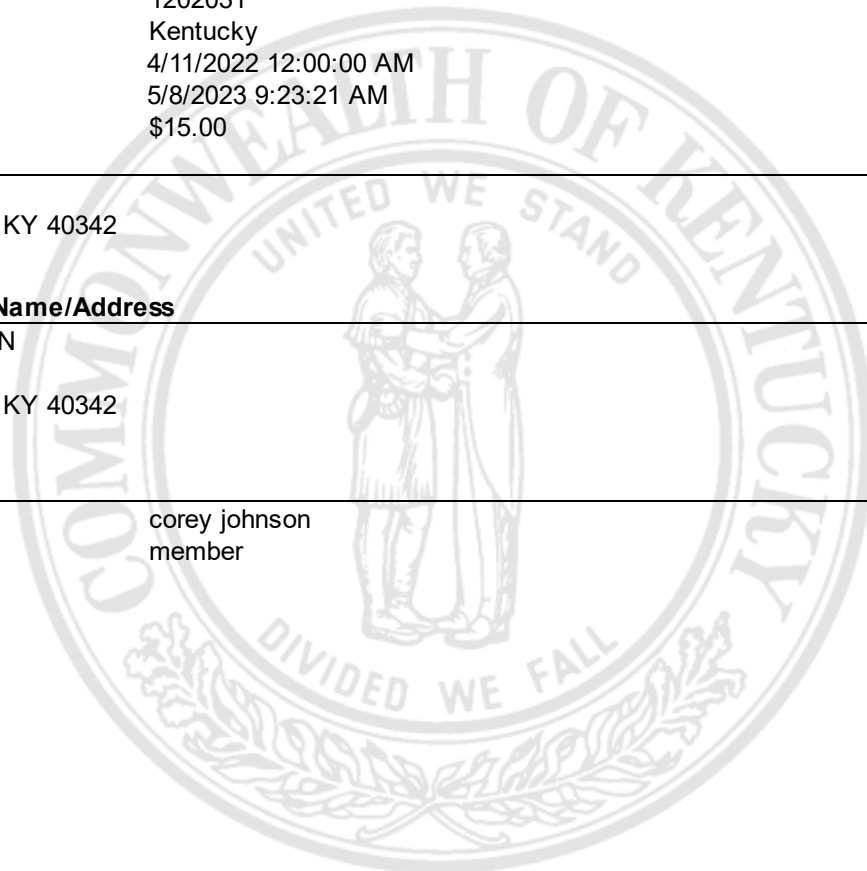 1202031
Kentucky
4/11/2022 12:00:00 AM
5/8/2023 9:23:21 AM
$15.00
KY 40342
Name/Address
N
KY 40342
corey johnson
member
COMMONWEALTH OF KENTUCKY
UNITED WE STAND
DIVIDED WE FALL